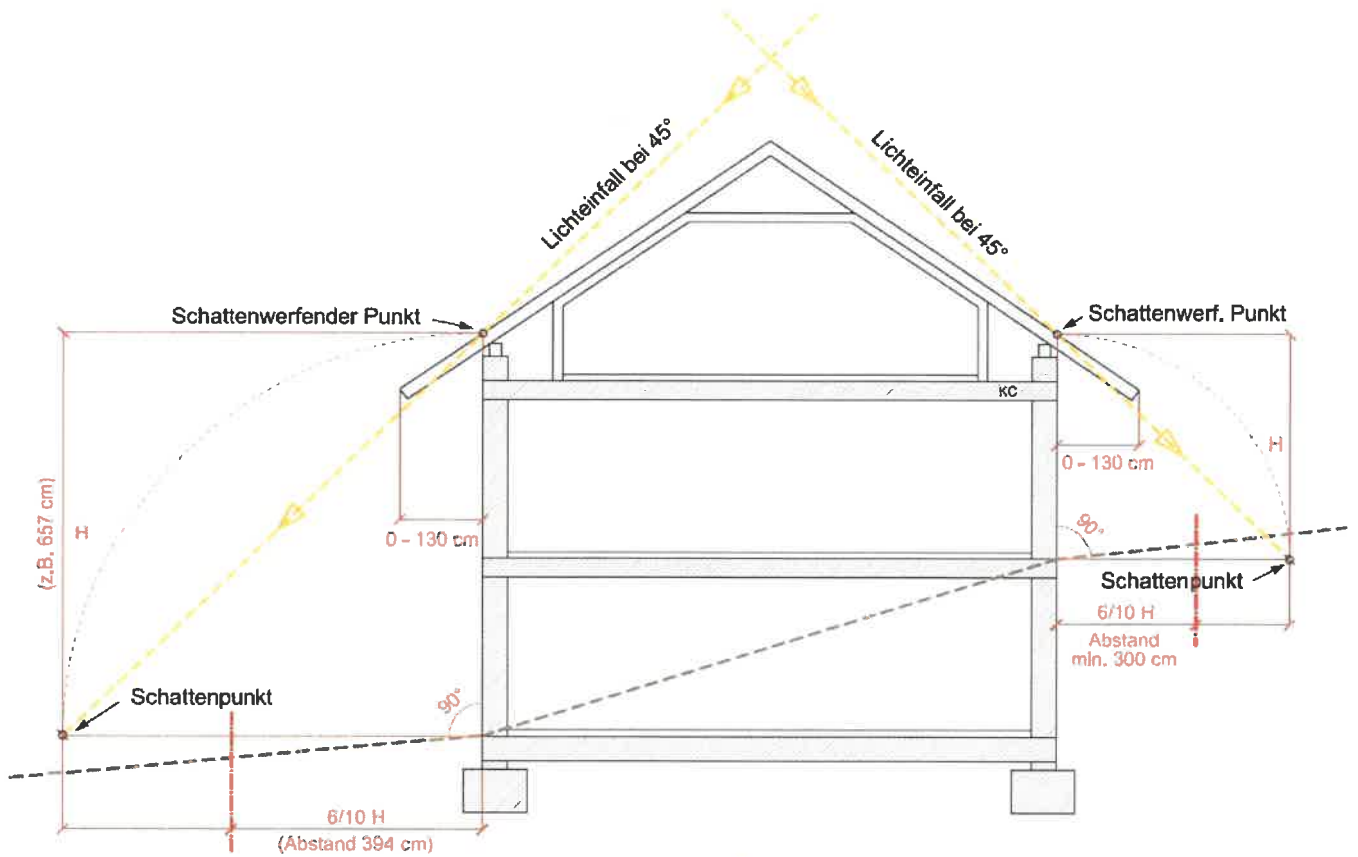 Lichteinfall bei 45°
Lichteinfall bei 45°
Schattenwerfender Punkt
Schattenwerf. Punkt
KC
H
(z.B. 657 cm)
H
0 - 130 cm
0 - 130 cm
90°
Schattenpunkt
6/10 H
Abstand
min. 300 cm
Schattenpunkt
90°
6/10 H
(Abstand 394 cm)